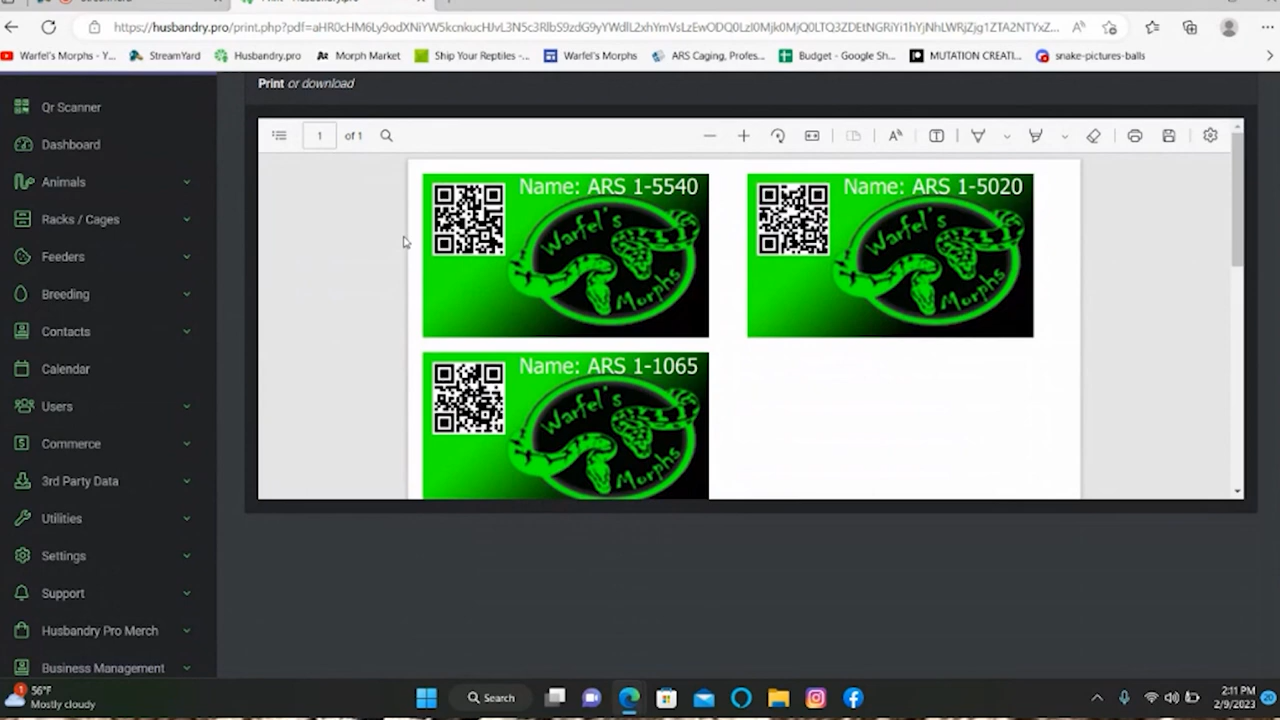 https://husbandry.pro/print.php?pdf=
Warfel's Morphs - Y...
StreamYard
Husbandry.pro
Morph Market
Ship Your Reptiles -...
Warfel's Morphs
ARS Caging, Profes...
Budget - Google Sh...
MUTATION CREATI...
snake-pictures-balls
Print or download
Qr Scanner
Dashboard
Animals
Racks / Cages
Feeders
Breeding
Contacts
Calendar
Users
Commerce
3rd Party Data
Utilities
Settings
Support
Husbandry Pro Merch
Business Management
1 of 1
Name: ARS 1-5540
Warfel's
Morphs
Name: ARS 1-5020
Warfel's
Morphs
Name: ARS 1-1065
Warfel's
Morphs
1
56°F
Mostly cloudy
Search
2:11 PM
2/9/2023
20